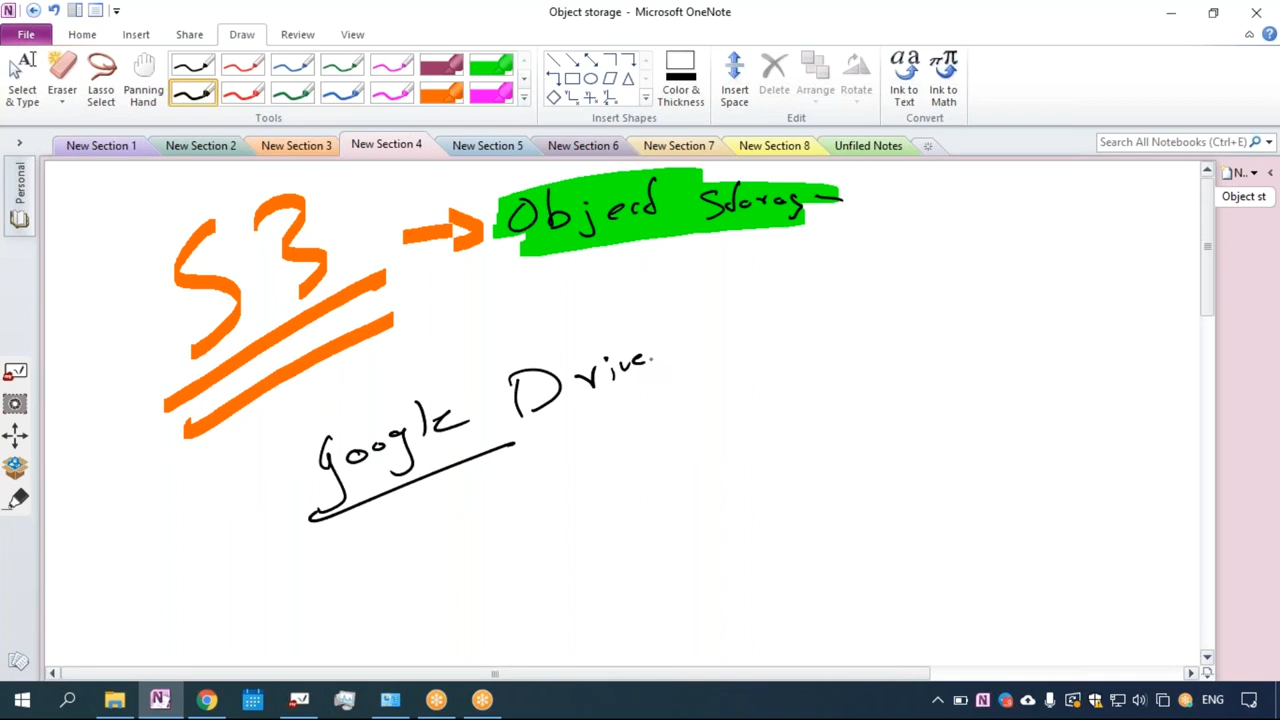 Object storage - Microsoft OneNote
File Home Insert Share Draw Review View
Select & Type
Eraser
Lasso Select
Panning Hand
Color & Thickness
Insert Space
Delete
Arrange
Rotate
Ink to Text
Ink to Math
Tools
Insert Shapes
Edit
Convert
New Section 1 New Section 2 New Section 3 New Section 4 New Section 5 New Section 6 New Section 7 New Section 8 Unfiled Notes
Search All Notebooks (Ctrl+E)
Personal
N..
Object st
S3 → Object Storag
Google Drive
ENG